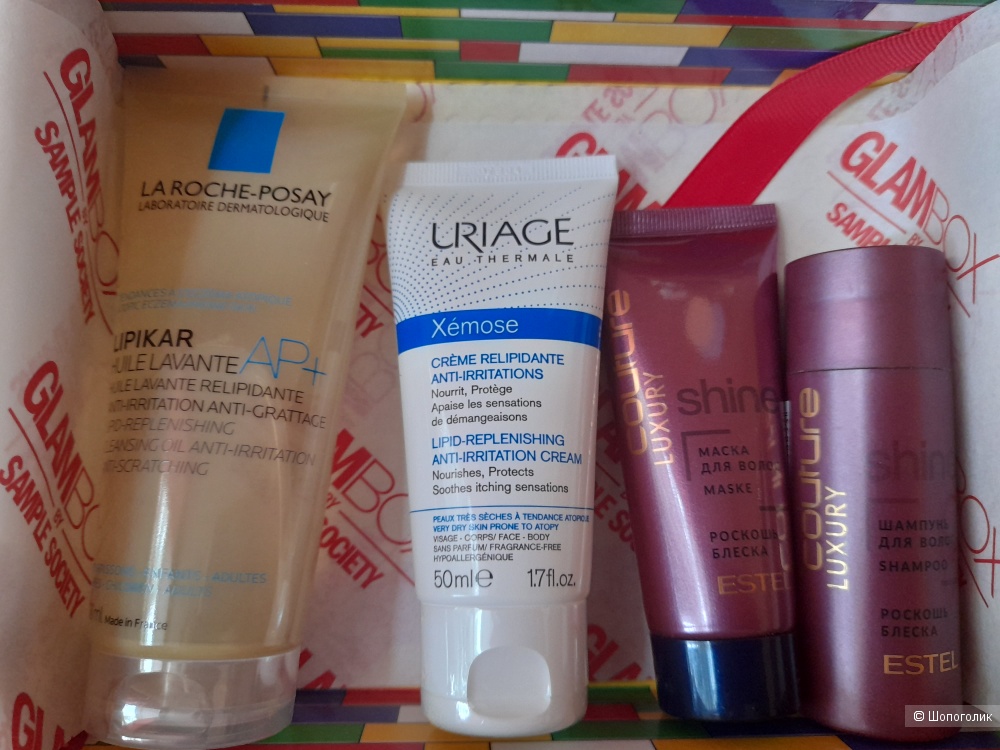 GLAMBOX
BY
SAMPLE SOCIETY
LA ROCHE-POSAY
LABORATOIRE DERMATOLOGIQUE
LIPIKAR
HUILE LAVANTE AP+
HUILE LAVANTE RELIPIDANTE
ANTI-IRRITATION ANTI-GRATTAGE
LIPID-REPLENISHING
CLEANSING OIL ANTI-IRRITATION
ANTI-SCRATCHING
ENFANTS - ADULTES
Made in France
URIAGE
EAU THERMALE
Xémose
CRÈME RELIPIDANTE
ANTI-IRRITATIONS
Nourrit, Protège
Apaise les sensations
de démangeaisons
LIPID-REPLENISHING
ANTI-IRRITATION CREAM
Nourishes, Protects
Soothes itching sensations
PEAUX TRÈS SÈCHES À TENDANCE ATOPIQUE
VERY DRY SKIN PRONE TO ATOPY
VISAGE - CORPS/ FACE - BODY
SANS PARFUM/ FRAGRANCE-FREE
HYPOALLERGÉNIQUE
50ml e 1.7fl.oz.
couture
LUXURY
shine
МАСКА
ДЛЯ ВОЛОС
MASKE
РОСКОШЬ
БЛЕСКА
ESTEL
couture
LUXURY
shine
ШАМПУНЬ
ДЛЯ ВОЛОС
SHAMPOO
РОСКОШЬ
БЛЕСКА
ESTEL
GLAMBOX
BY
SAMPLE SOCIETY
GLAMBOX
BY
SAMPLE
© Шопоголик